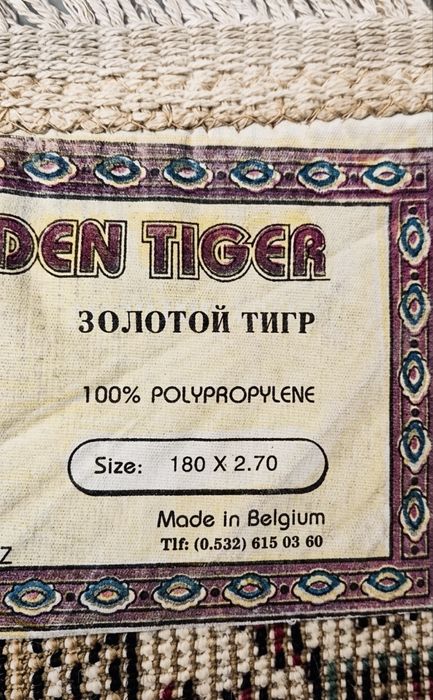 DEN TIGER
ЗОЛОТОЙ ТИГР
100% POLYPROPYLENE
Size: 180 X 2.70
Made in Belgium
Tlf: (0.532) 615 03 60
Z